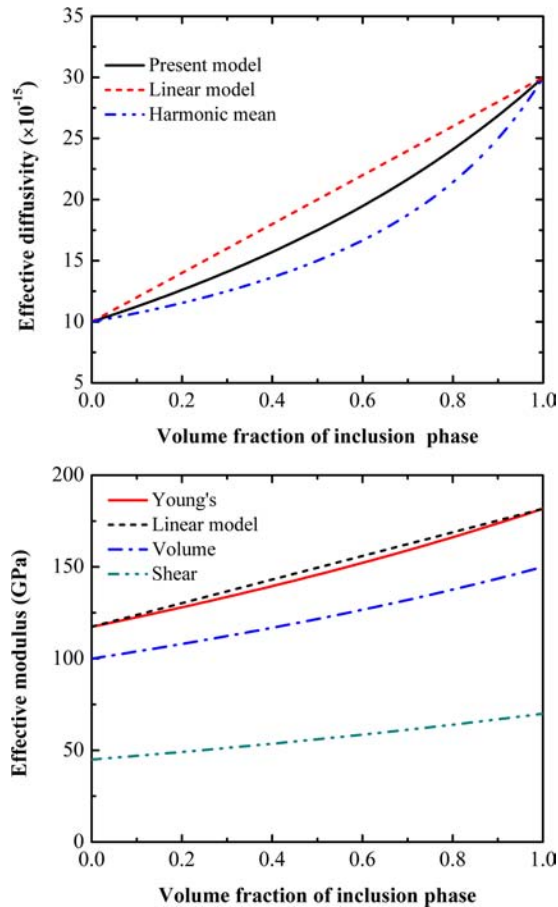 35
30
25
20
15
10
5
Effective diffusivity (×10⁻¹⁵)
Present model
Linear model
Harmonic mean
0.0 0.2 0.4 0.6 0.8 1.0
Volume fraction of inclusion phase
200
150
100
50
0
Effective modulus (GPa)
Young's
Linear model
Volume
Shear
0.0 0.2 0.4 0.6 0.8 1.0
Volume fraction of inclusion phase